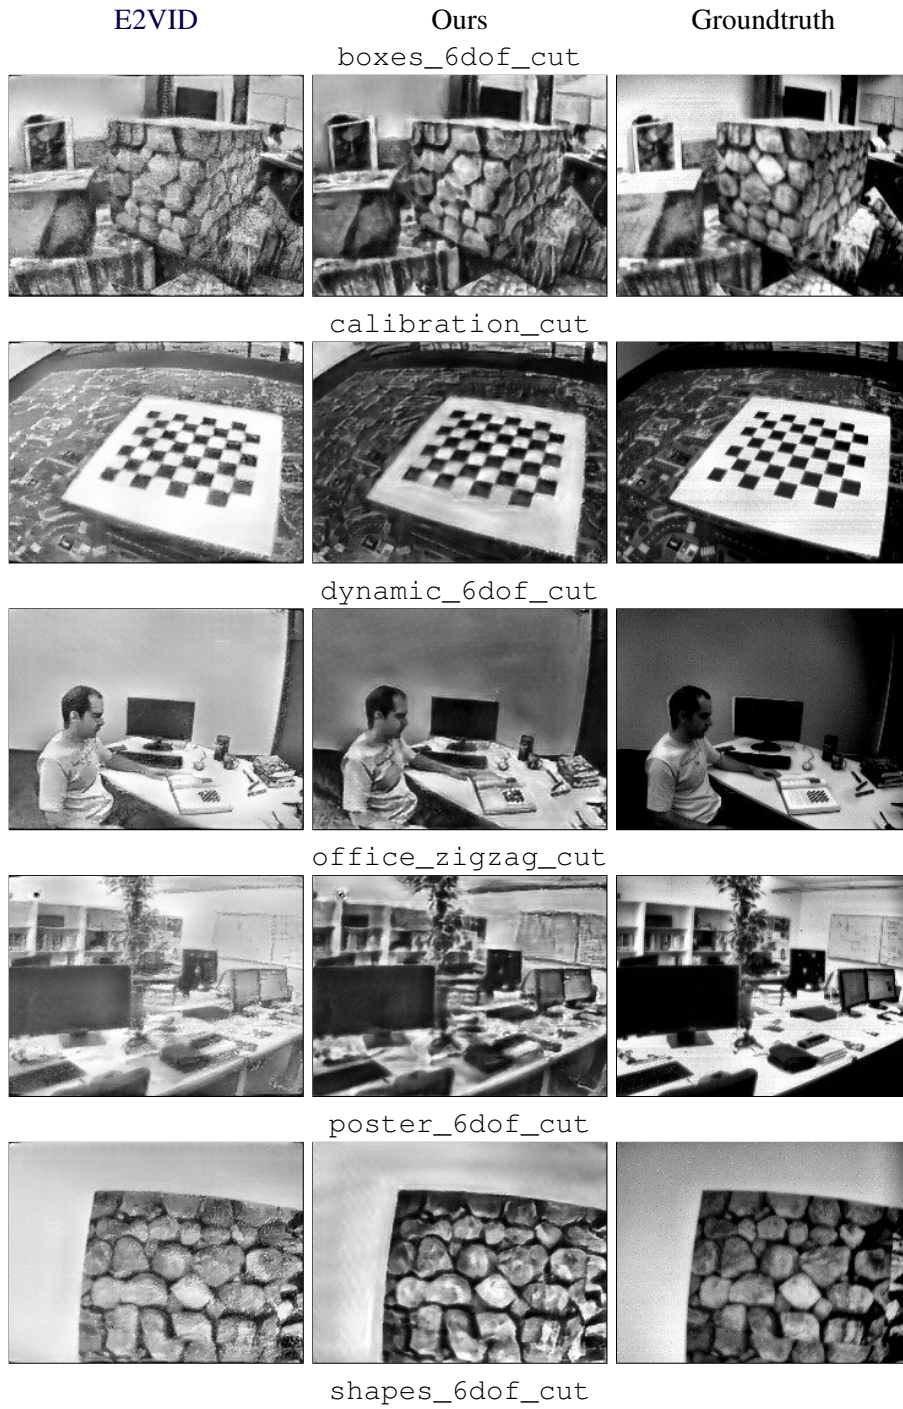 E2VID Ours Groundtruth
boxes_6dof_cut
calibration_cut
dynamic_6dof_cut
office_zigzag_cut
poster_6dof_cut
shapes_6dof_cut